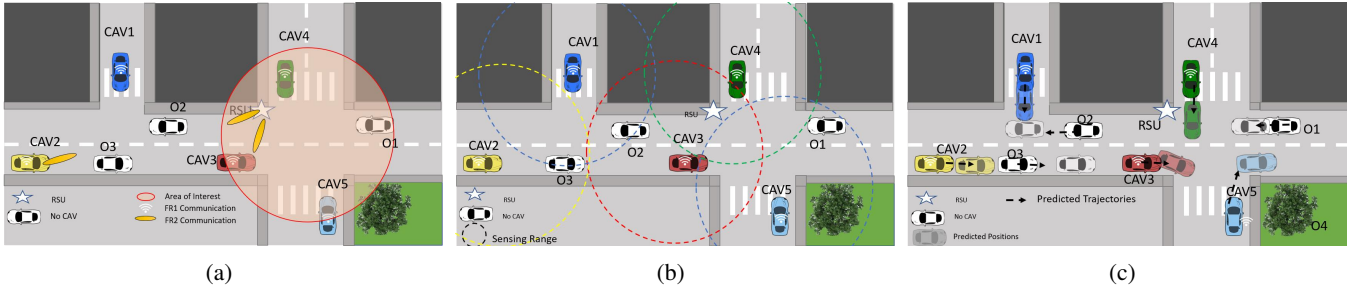 CAV1
CAV4
RSU
O2
O1
CAV2
O3
CAV3
CAV5
RSU
No CAV
Area of Interest
FR1 Communication
FR2 Communication
(a)
CAV1
CAV4
RSU
O2
O1
CAV2
CAV3
O3
CAV5
RSU
No CAV
Sensing Range
(b)
CAV1
CAV4
RSU
O2
O1
CAV2
O3
CAV3
CAV5
RSU
Predicted Trajectories
No CAV
O4
Predicted Positions
(c)